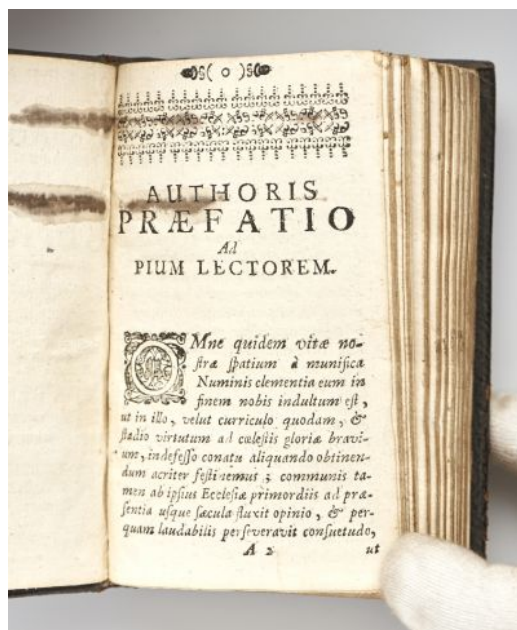 ( o )
AUTHORIS
PRÆFATIO
Ad
PIUM LECTOREM.
OMne quidem vitæ no-
ſtræ ſpatium à munifica
Numinis clementia eum in
finem nobis indultum eſt,
ut in illo, velut curriculo quodam, &
ſtadio virtutum ad cœleſtis gloriæ bravi-
um, indefeſſo conatu aliquando obtinen-
dum acriter feſtinemus; communis ta-
men ab ipſius Eccleſiæ primordiis ad præ-
ſentia uſque ſæcula fluxit opinio, & per-
quam laudabilis perſeveravit conſuetudo,
A 2 ut